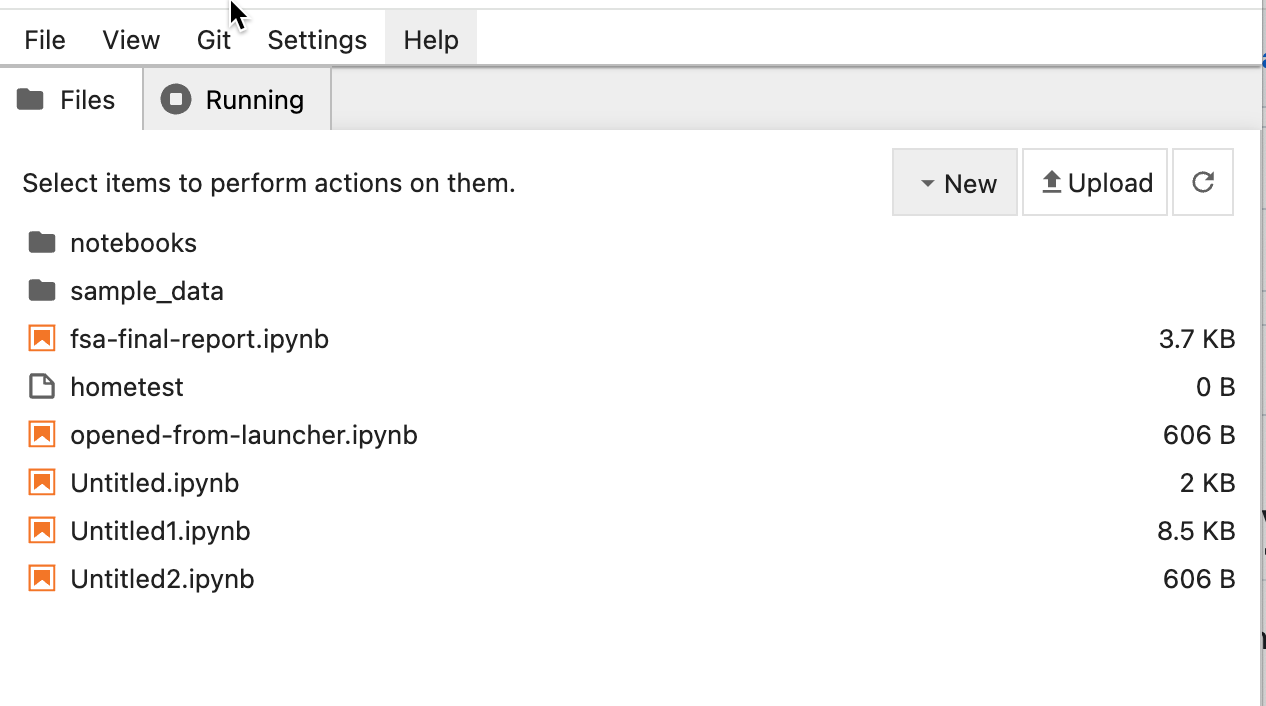 File View Git Settings Help
Files Running
Select items to perform actions on them. New Upload
notebooks
sample_data
fsa-final-report.ipynb 3.7 KB
hometest 0 B
opened-from-launcher.ipynb 606 B
Untitled.ipynb 2 KB
Untitled1.ipynb 8.5 KB
Untitled2.ipynb 606 B